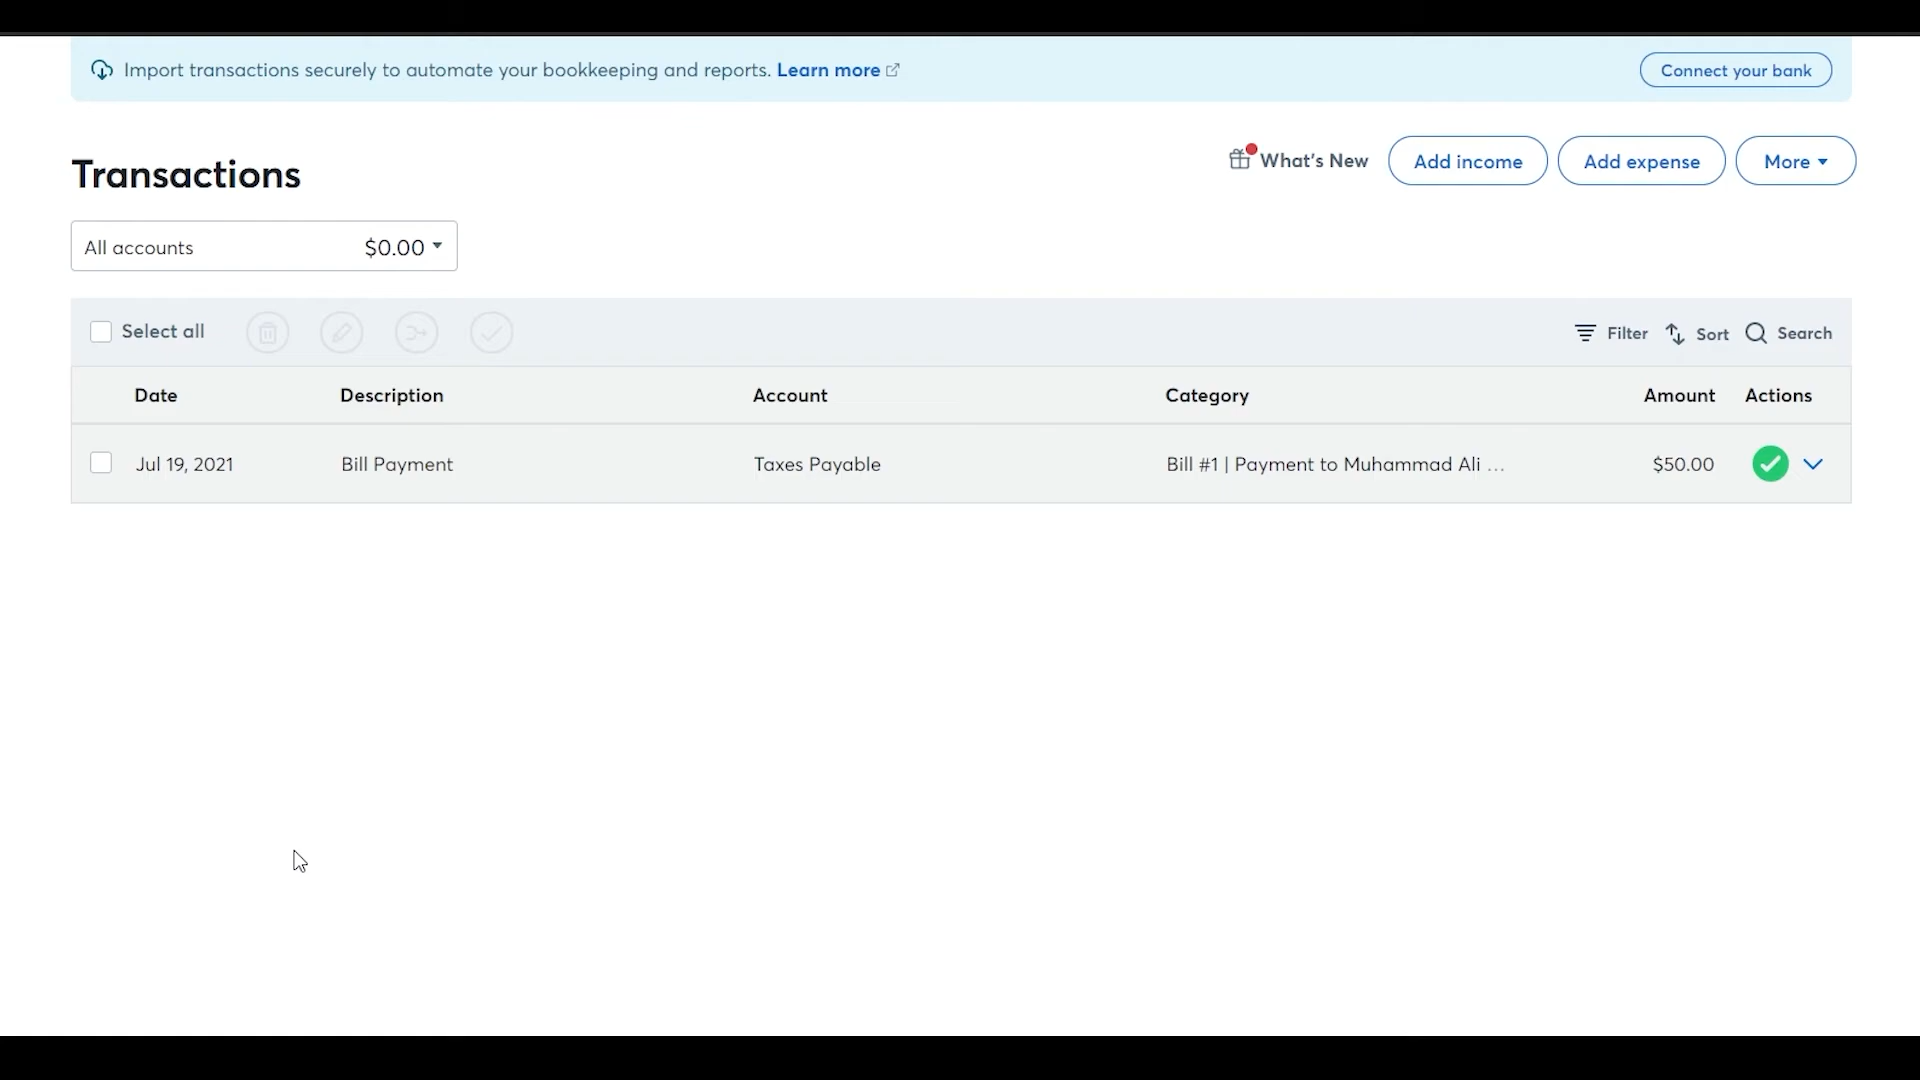 Import transactions securely to automate your bookkeeping and reports. Learn more
Connect your bank
Transactions
What's New
Add income
Add expense
More
All accounts $0.00
Select all
Filter
Sort
Search
Date Description Account Category Amount Actions
Jul 19, 2021 Bill Payment Taxes Payable Bill #1 | Payment to Muhammad Ali ... $50.00